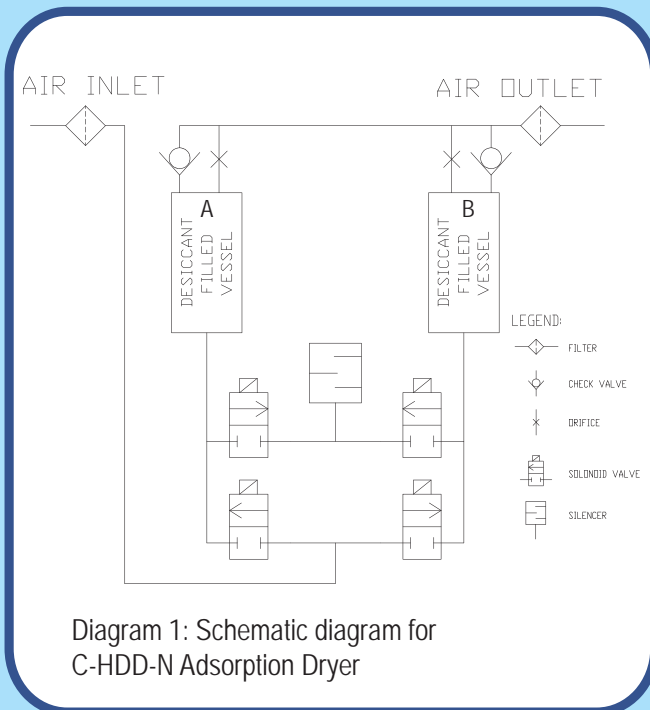 AIR INLET
AIR OUTLET
A
DESICCANT
FILLED
VESSEL
B
DESICCANT
FILLED
VESSEL
LEGEND:
FILTER
CHECK VALVE
ORIFICE
SOLONOID VALVE
SILENCER
Diagram 1: Schematic diagram for
C-HDD-N Adsorption Dryer